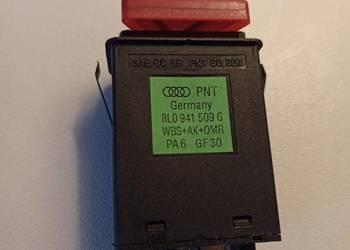 PNT
Germany
8L0 941 509 G
WBS+AK+OMR
PA6 GF30